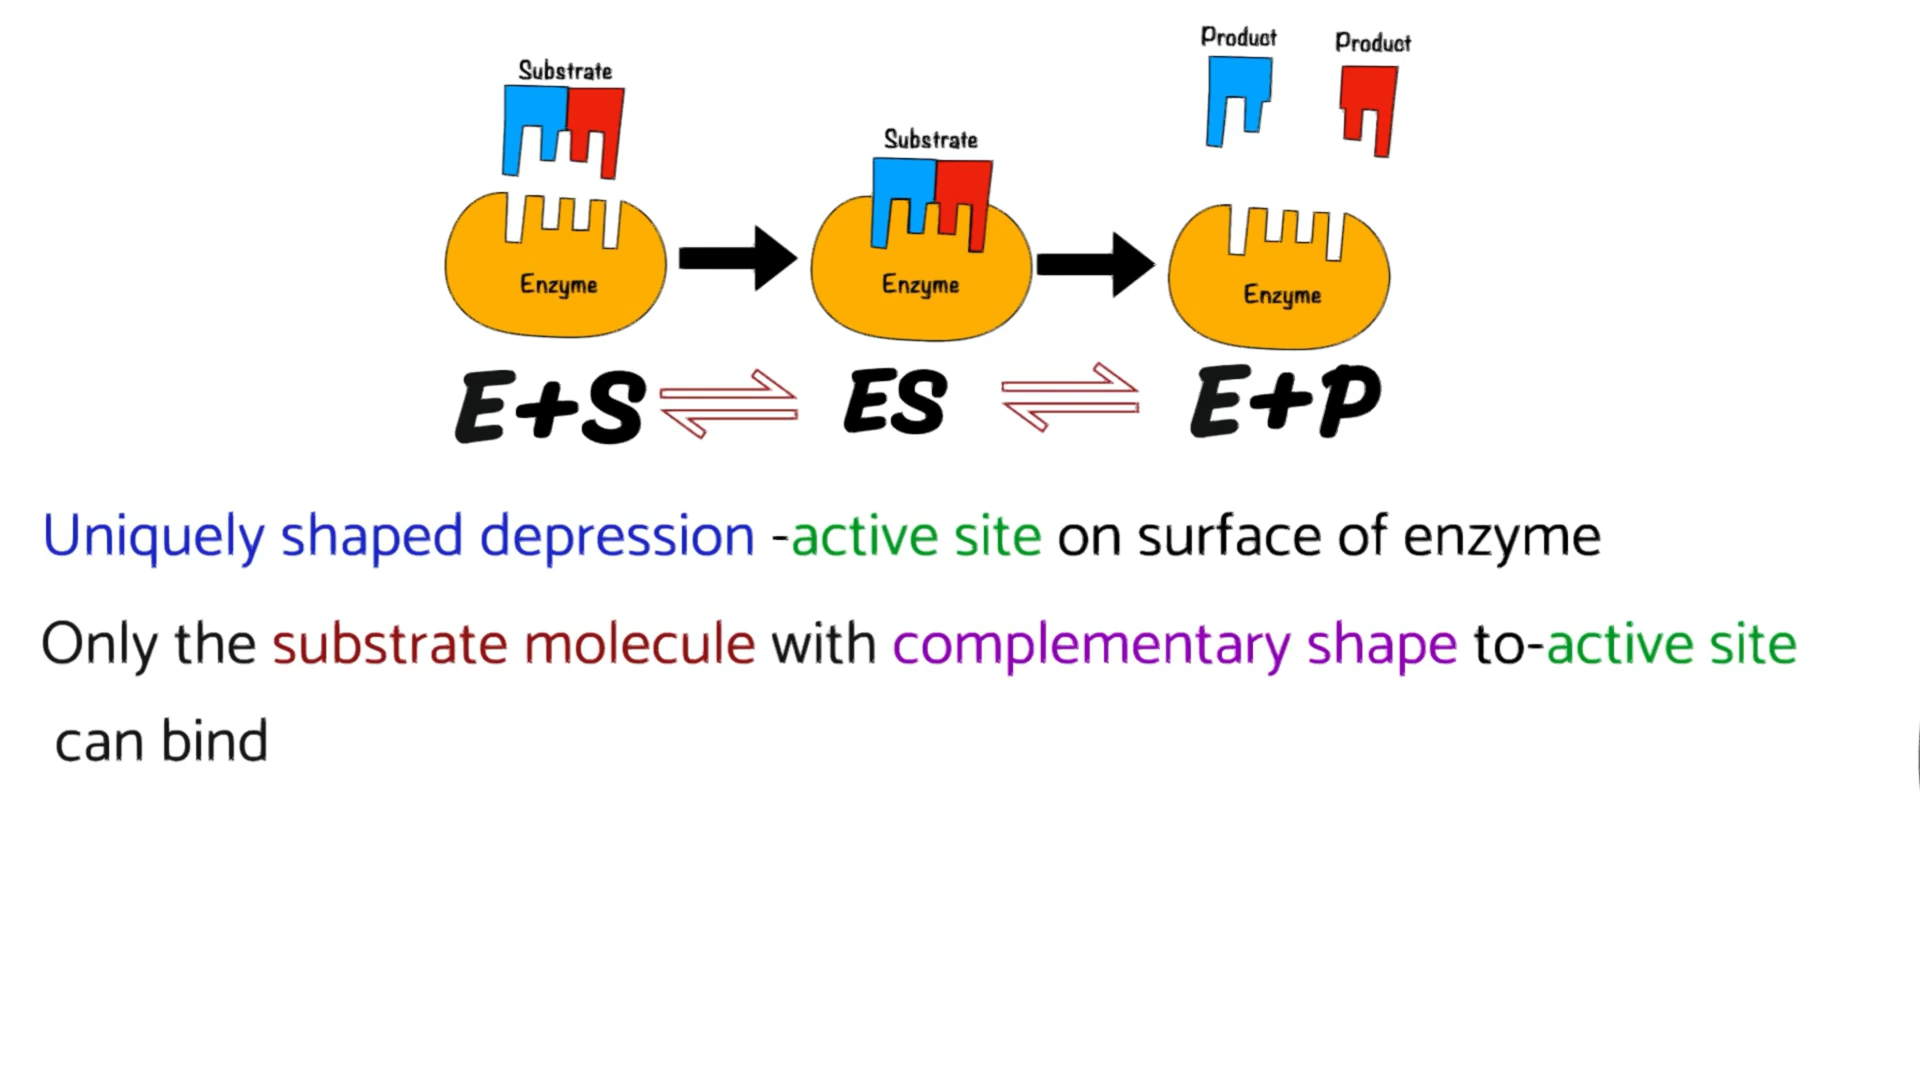 Product Product
Substrate
Substrate
Enzyme Enzyme Enzyme
E+S ES E+P
Uniquely shaped depression -active site on surface of enzyme
Only the substrate molecule with complementary shape to-active site
can bind